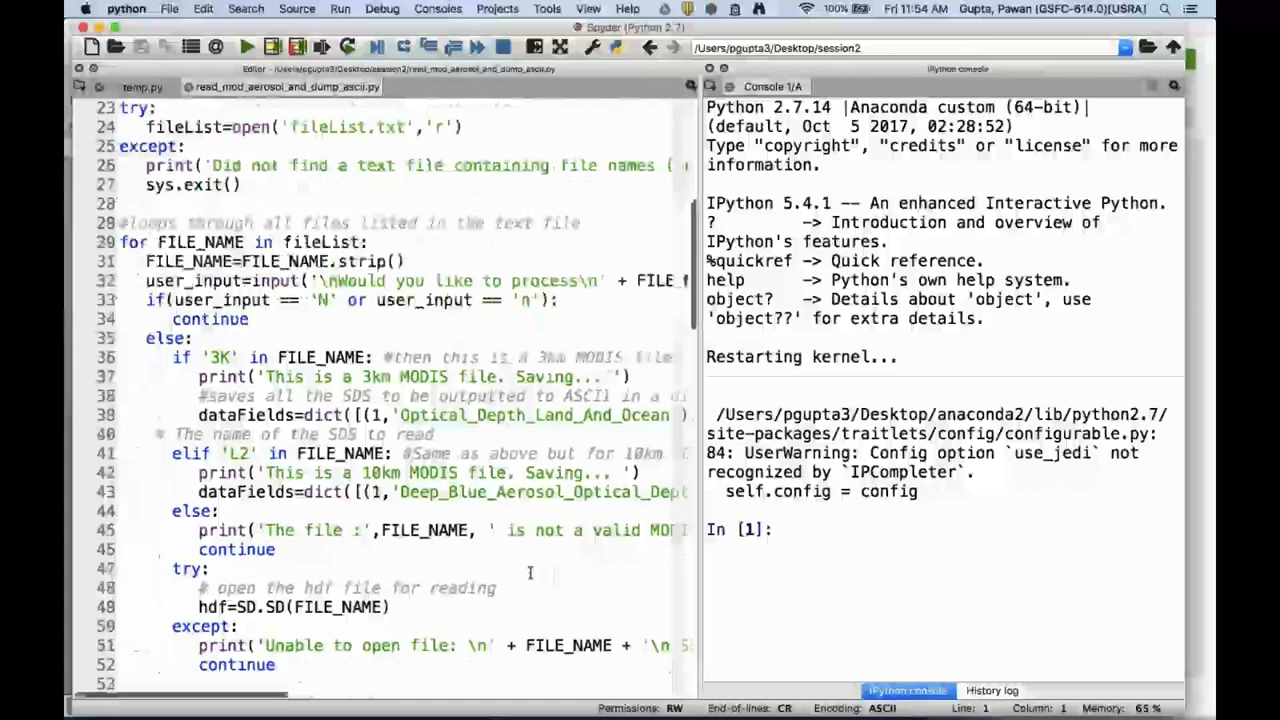 python File Edit Search Source Run Debug Consoles Projects Tools View Help 100% Fri 11:54 AM Gupta, Pawan (GSFC-614.0)[USRA]
Spyder (Python 2.7)
/Users/pgupta3/Desktop/session2
Editor - /Users/pgupta3/Desktop/session2/read_mod_aerosol_and_dump_ascii.py
IPython console
temp.py read_mod_aerosol_and_dump_ascii.py
Console 1/A
23 try:
24 fileList=open('fileList.txt','r')
25 except:
26 print('Did not find a text file containing file names (
27 sys.exit()
28
29 #loops through all files listed in the text file
30 for FILE_NAME in fileList:
31 FILE_NAME=FILE_NAME.strip()
32 user_input=input('\nWould you like to process\n' + FILE_
33 if(user_input == 'N' or user_input == 'n'):
34 continue
35 else:
36 if '3K' in FILE_NAME: #then this is a 3km MODIS file
37 print('This is a 3km MODIS file. Saving... ')
38 #saves all the SDS to be outputted to ASCII in a
39 dataFields=dict([(1,'Optical_Depth_Land_And_Ocean'
40 # The name of the SDS to read
41 elif 'L2' in FILE_NAME: #Same as above but for 10km
42 print('This is a 10km MODIS file. Saving... ')
43 dataFields=dict([(1,'Deep_Blue_Aerosol_Optical_Dept
44 else:
45 print('The file :',FILE_NAME, ' is not a valid MOD
45 continue
47 try:
48 # open the hdf file for reading
48 hdf=SD.SD(FILE_NAME)
50 except:
51 print('Unable to open file: \n' + FILE_NAME + '\n
52 continue
53
Python 2.7.14 |Anaconda custom (64-bit)|
(default, Oct 5 2017, 02:28:52)
Type "copyright", "credits" or "license" for more
information.
IPython 5.4.1 -- An enhanced Interactive Python.
? -> Introduction and overview of
IPython's features.
%quickref -> Quick reference.
help -> Python's own help system.
object? -> Details about 'object', use
'object??' for extra details.
Restarting kernel...
/Users/pgupta3/Desktop/anaconda2/lib/python2.7/
site-packages/traitlets/config/configurable.py:
84: UserWarning: Config option `use_jedi` not
recognized by `IPCompleter`.
self.config = config
In [1]:
IPython console History log
Permissions: RW End-of-lines: CR Encoding: ASCII Line: 1 Column: 1 Memory: 65 %